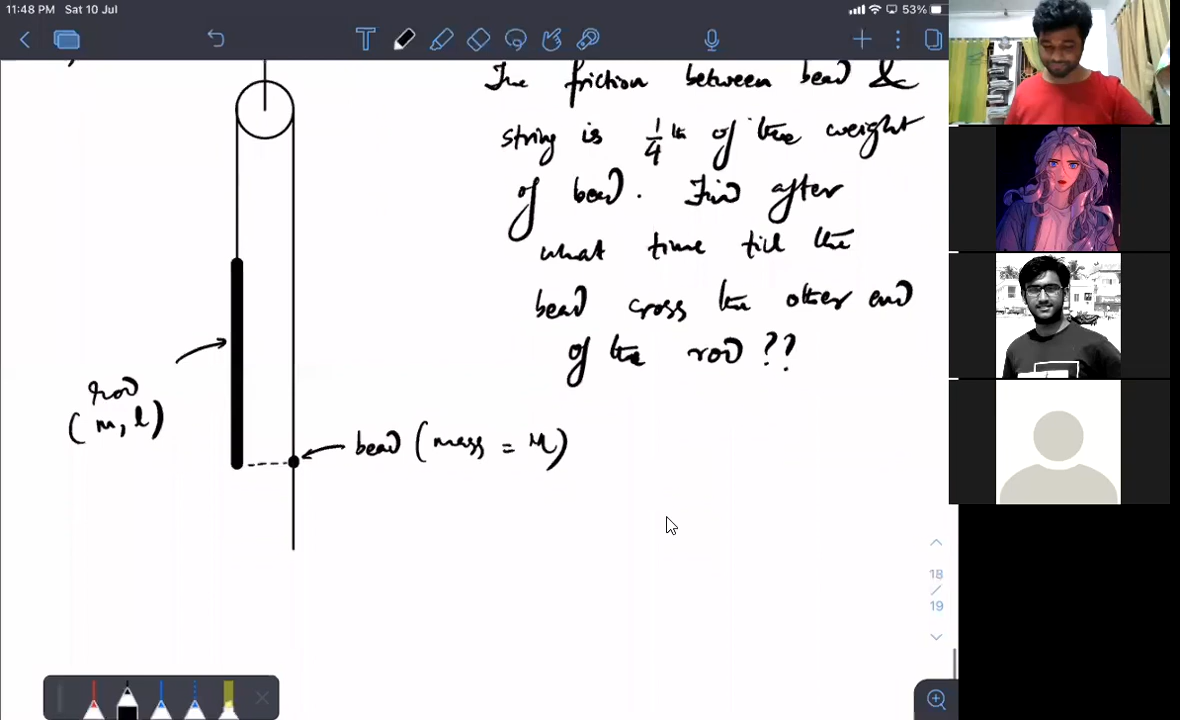 11:48 PM Sat 10 Jul
53%
The friction between bead &
string is 1/4 th of the weight
of bead. Find after
what time till the
bead cross the other end
of the rod ??
rod
(m, l)
bead (mass = M)
18
/
19